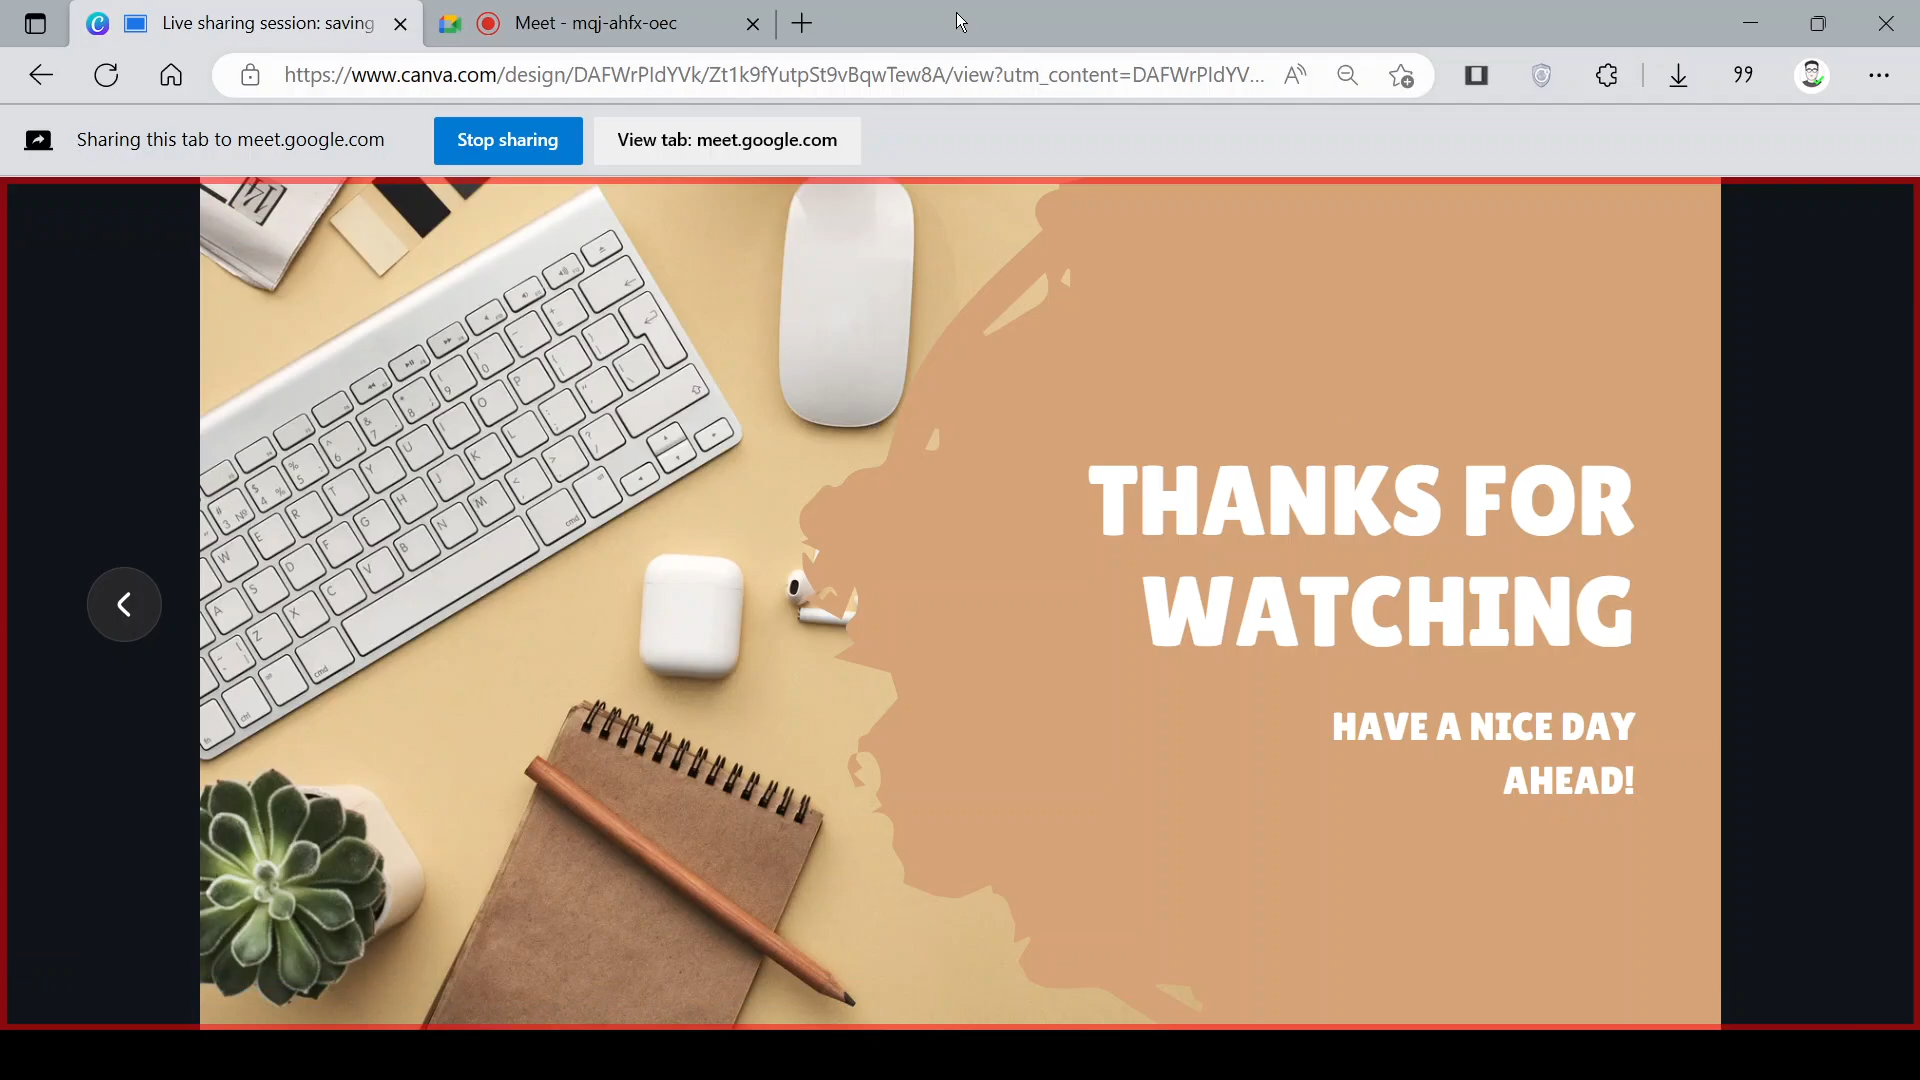 Live sharing session: saving
Meet - mqj-ahfx-oec
https://www.canva.com/design/DAFWrPIdYVk/Zt1k9fYutpSt9vBqwTew8A/view?utm_content=DAFWrPIdYV...
Sharing this tab to meet.google.com
Stop sharing
View tab: meet.google.com
THANKS FOR
WATCHING
HAVE A NICE DAY
AHEAD!